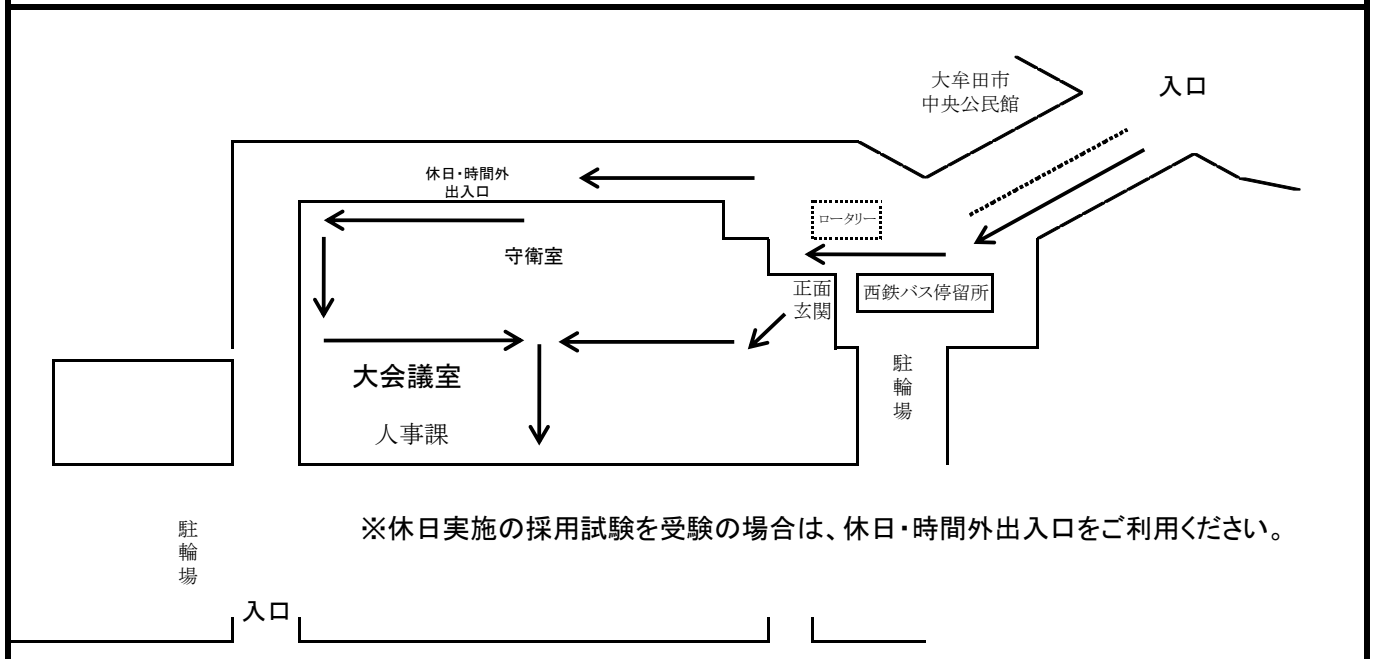 大牟田市
中央公民館
入口
休日・時間外
出入口
ロータリー
守衛室
正面
玄関
西鉄バス停留所
駐輪場
大会議室
人事課
※休日実施の採用試験を受験の場合は、休日・時間外出入口をご利用ください。
駐輪場
入口